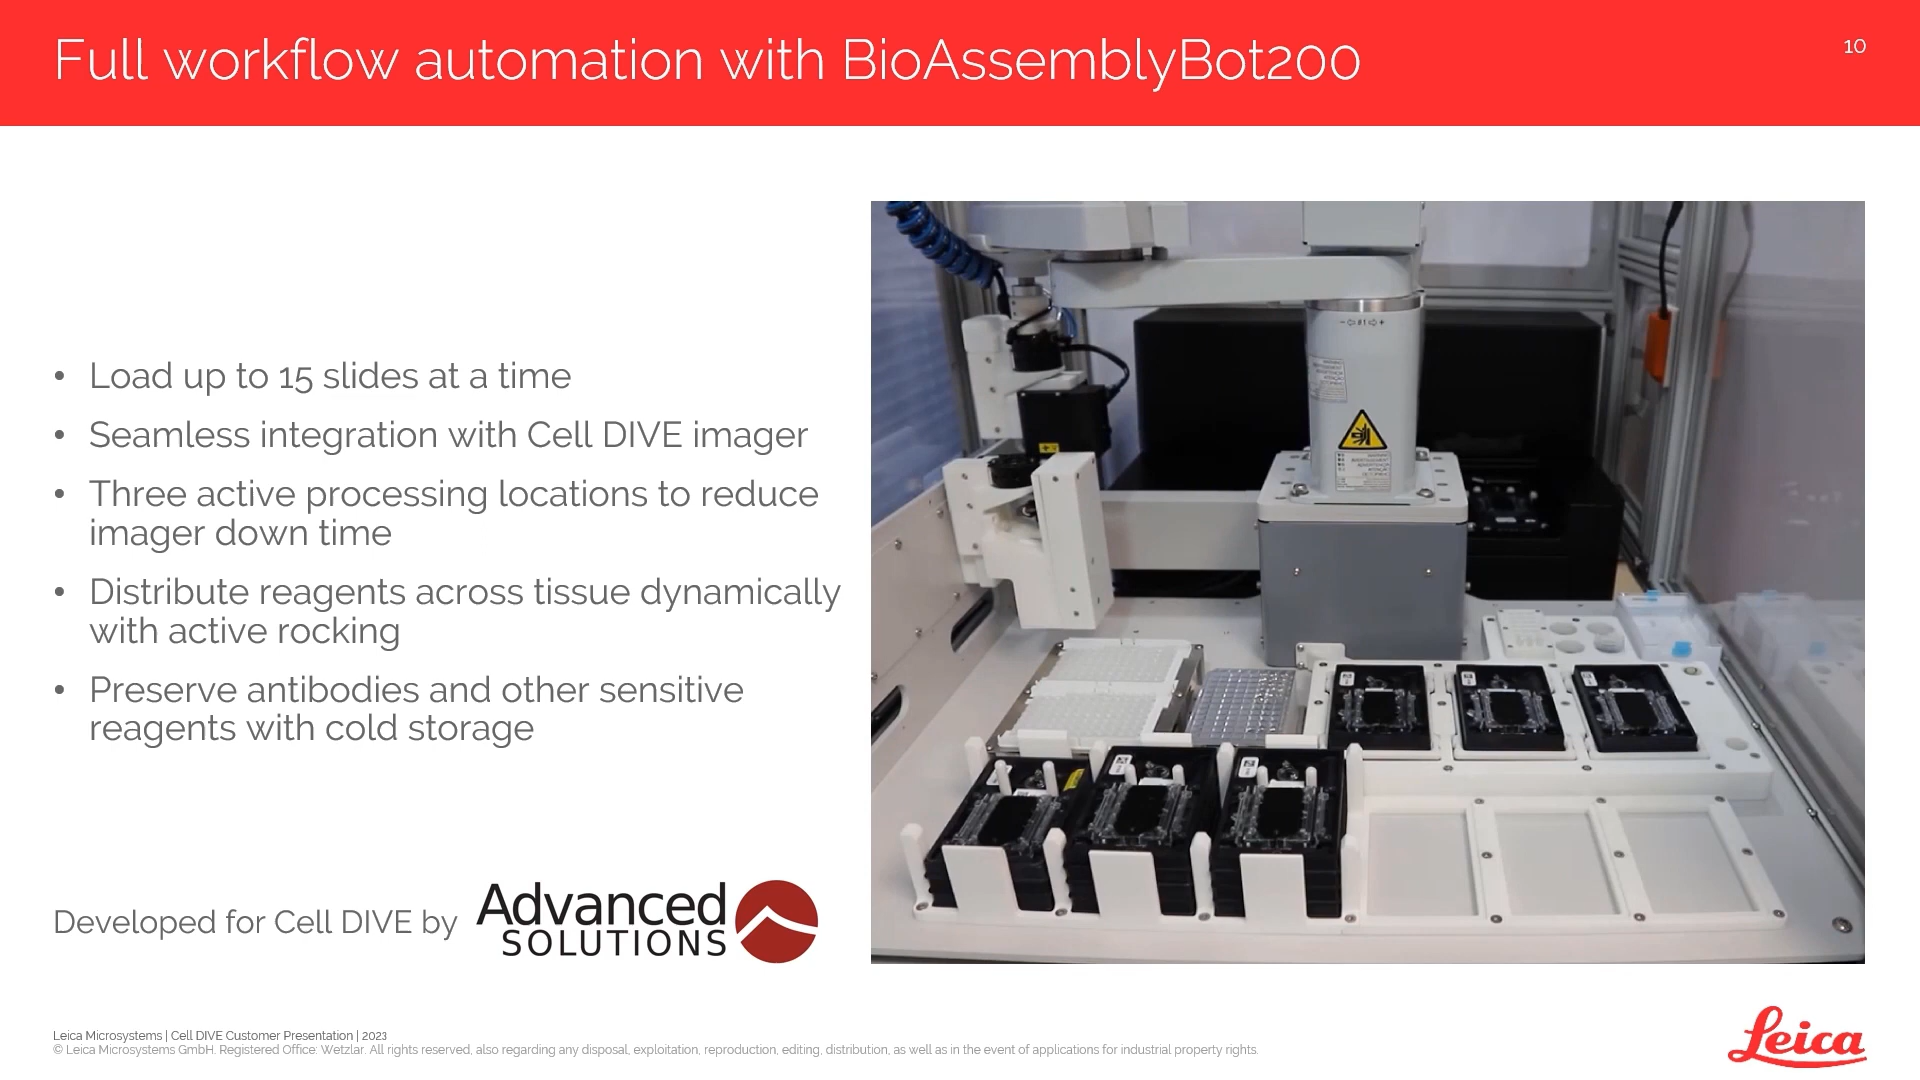 Full workflow automation with BioAssemblyBot200
10
• Load up to 15 slides at a time
• Seamless integration with Cell DIVE imager
• Three active processing locations to reduce
imager down time
• Distribute reagents across tissue dynamically
with active rocking
• Preserve antibodies and other sensitive
reagents with cold storage
Developed for Cell DIVE by
Advanced
SOLUTIONS
Leica Microsystems | Cell DIVE Customer Presentation | 2023
© Leica Microsystems GmbH. Registered Office: Wetzlar. All rights reserved, also regarding any disposal, exploitation, reproduction, editing, distribution, as well as in the event of applications for industrial property rights.
Leica